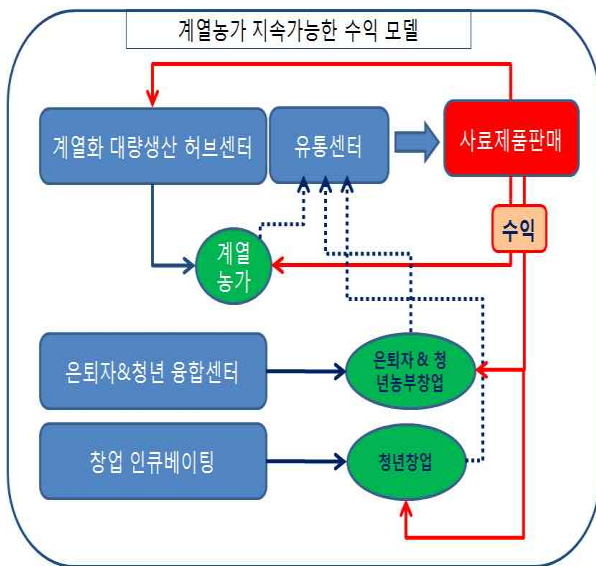 계열농가 지속가능한 수익 모델
계열화 대량생산 허브센터
유통센터
사료제품판매
수익
계열
농가
은퇴자&청년 융합센터
은퇴자 & 청
년농부창업
창업 인큐베이팅
청년창업